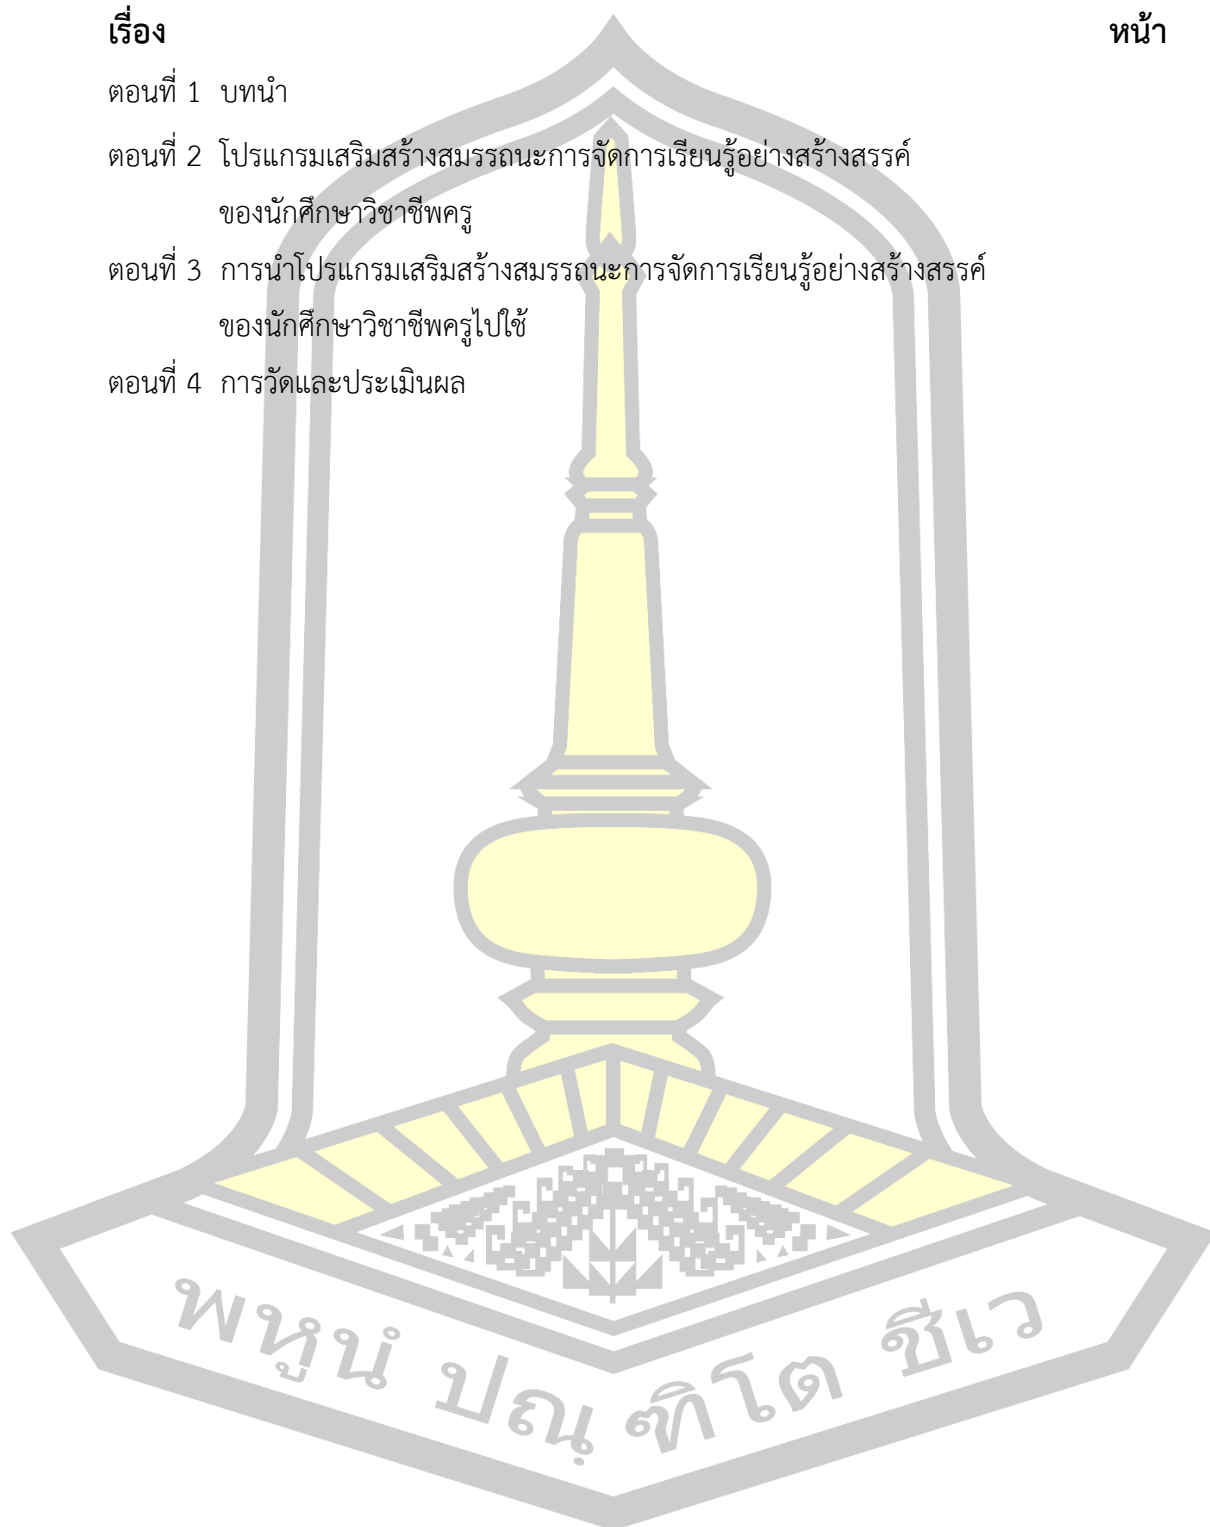 เรื่อง หน้า
ตอนที่ 1 บทนำ
ตอนที่ 2 โปรแกรมเสริมสร้างสมรรถนะการจัดการเรียนรู้อย่างสร้างสรรค์
ของนักศึกษาวิชาชีพครู
ตอนที่ 3 การนำโปรแกรมเสริมสร้างสมรรถนะการจัดการเรียนรู้อย่างสร้างสรรค์
ของนักศึกษาวิชาชีพครูไปใช้
ตอนที่ 4 การวัดและประเมินผล
พหูนํ ปณฺฑิโต ชีเว